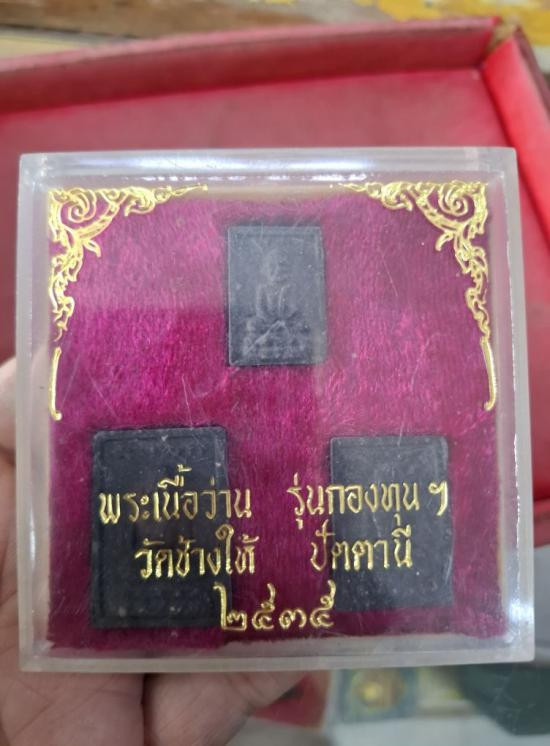 พระเนื้อว่าน รุ่นกองทุนฯ
วัดช้างให้ ปัตตานี
๒๕๓๕